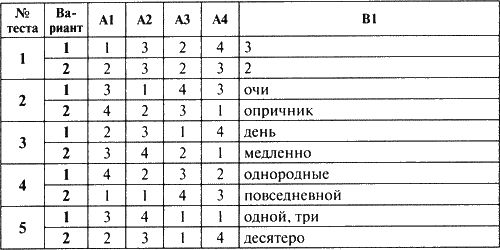 № теста Ва-риант А1 А2 А3 А4 В1
1 1 1 3 2 4 3
2 2 3 2 3 2
2 1 3 1 4 3 очи
2 4 2 3 1 опричник
3 1 2 3 1 4 день
2 3 4 2 1 медленно
4 1 4 2 3 2 однородные
2 1 1 4 3 повседневной
5 1 3 4 1 1 одной, три
2 2 3 1 4 десятеро